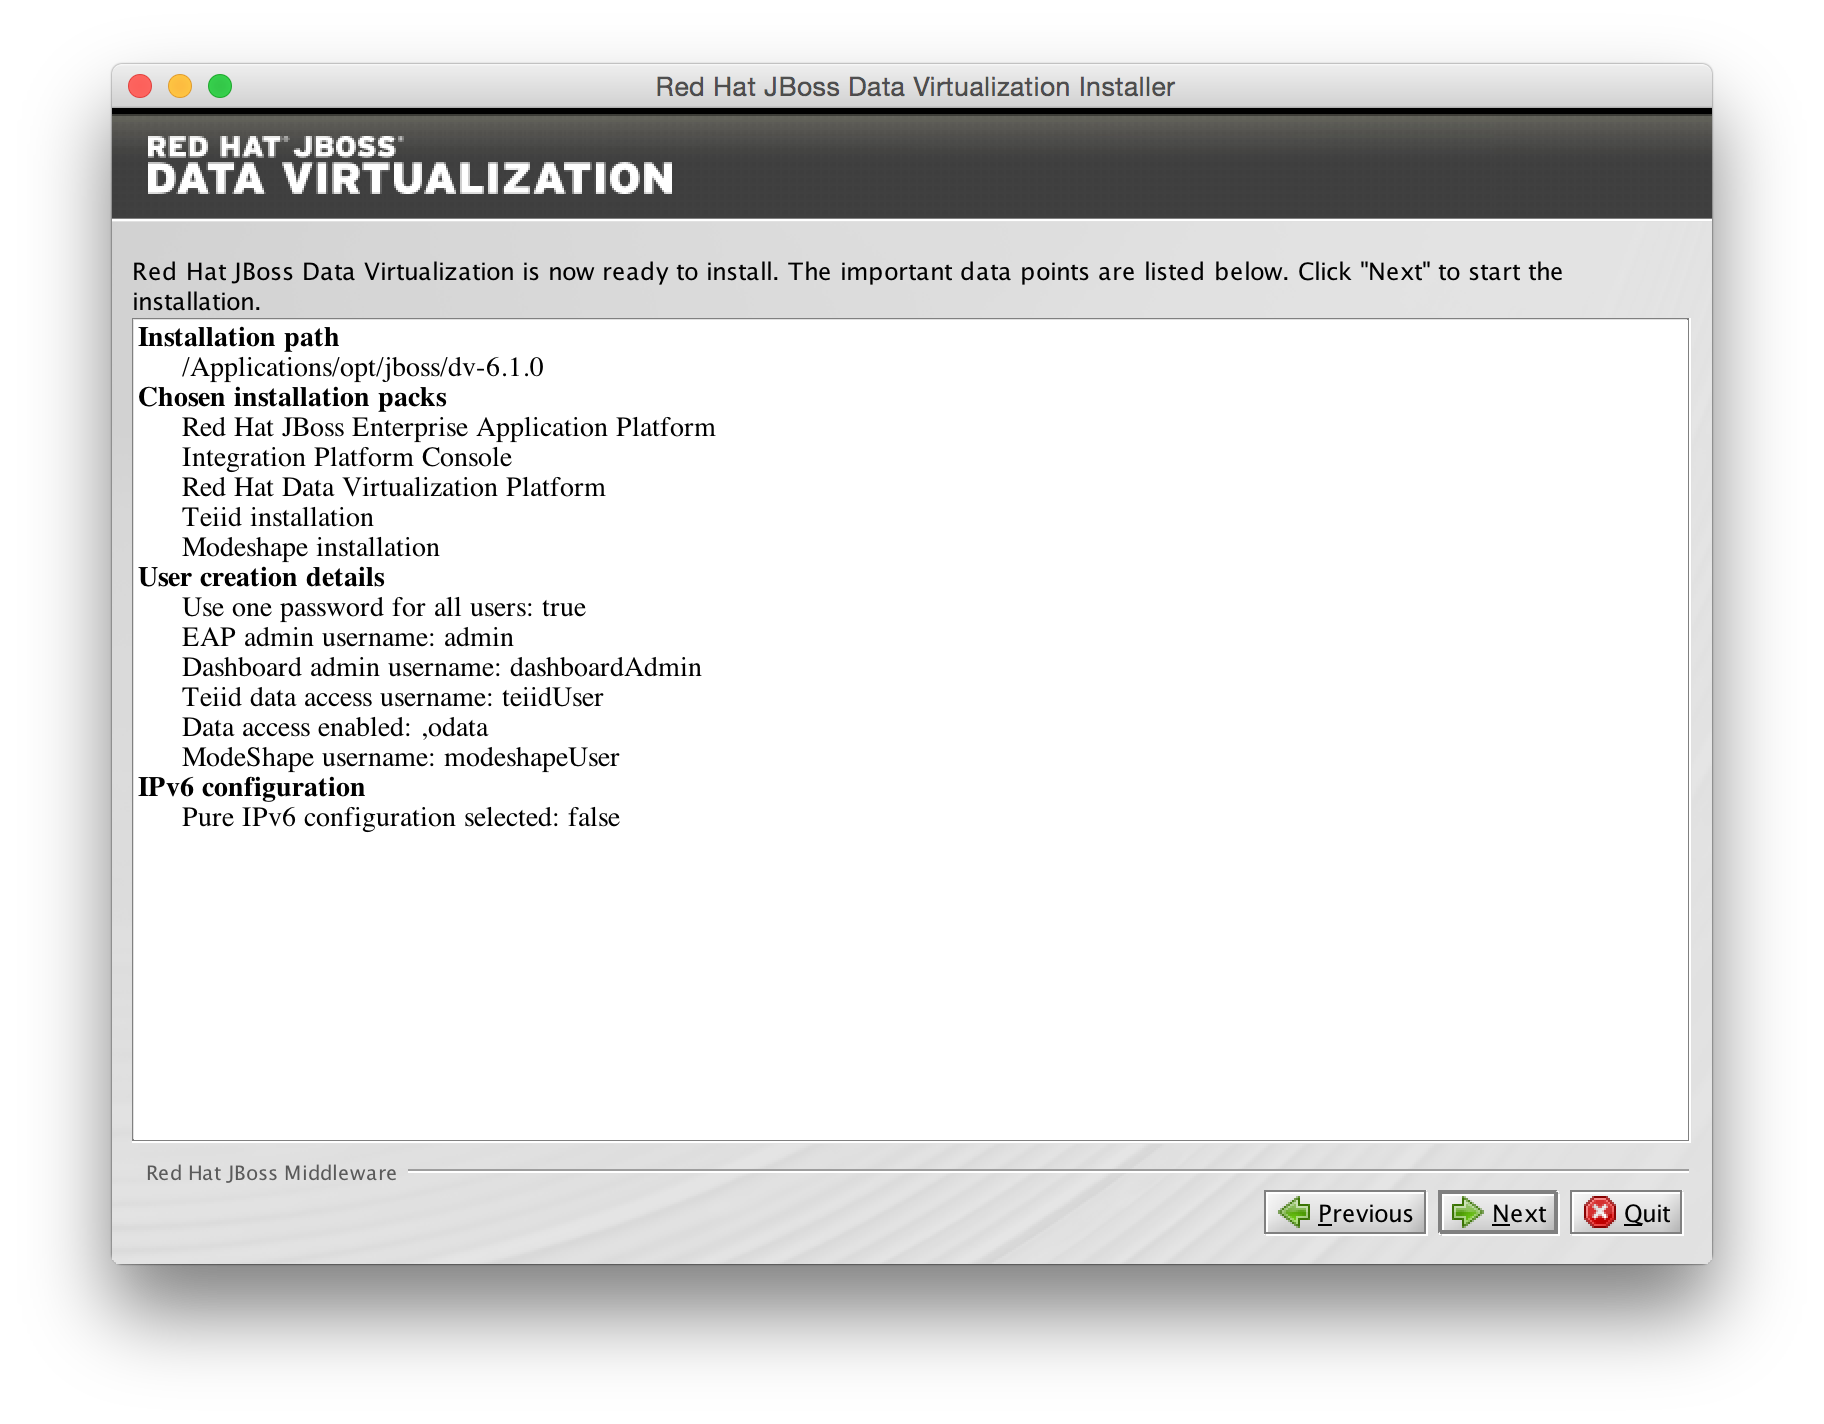 Red Hat JBoss Data Virtualization Installer
RED HAT® JBOSS®
DATA VIRTUALIZATION
Red Hat JBoss Data Virtualization is now ready to install. The important data points are listed below. Click "Next" to start the
installation.
Installation path
/Applications/opt/jboss/dv-6.1.0
Chosen installation packs
Red Hat JBoss Enterprise Application Platform
Integration Platform Console
Red Hat Data Virtualization Platform
Teiid installation
Modeshape installation
User creation details
Use one password for all users: true
EAP admin username: admin
Dashboard admin username: dashboardAdmin
Teiid data access username: teiidUser
Data access enabled: ,odata
ModeShape username: modeshapeUser
IPv6 configuration
Pure IPv6 configuration selected: false
Red Hat JBoss Middleware
Previous Next Quit